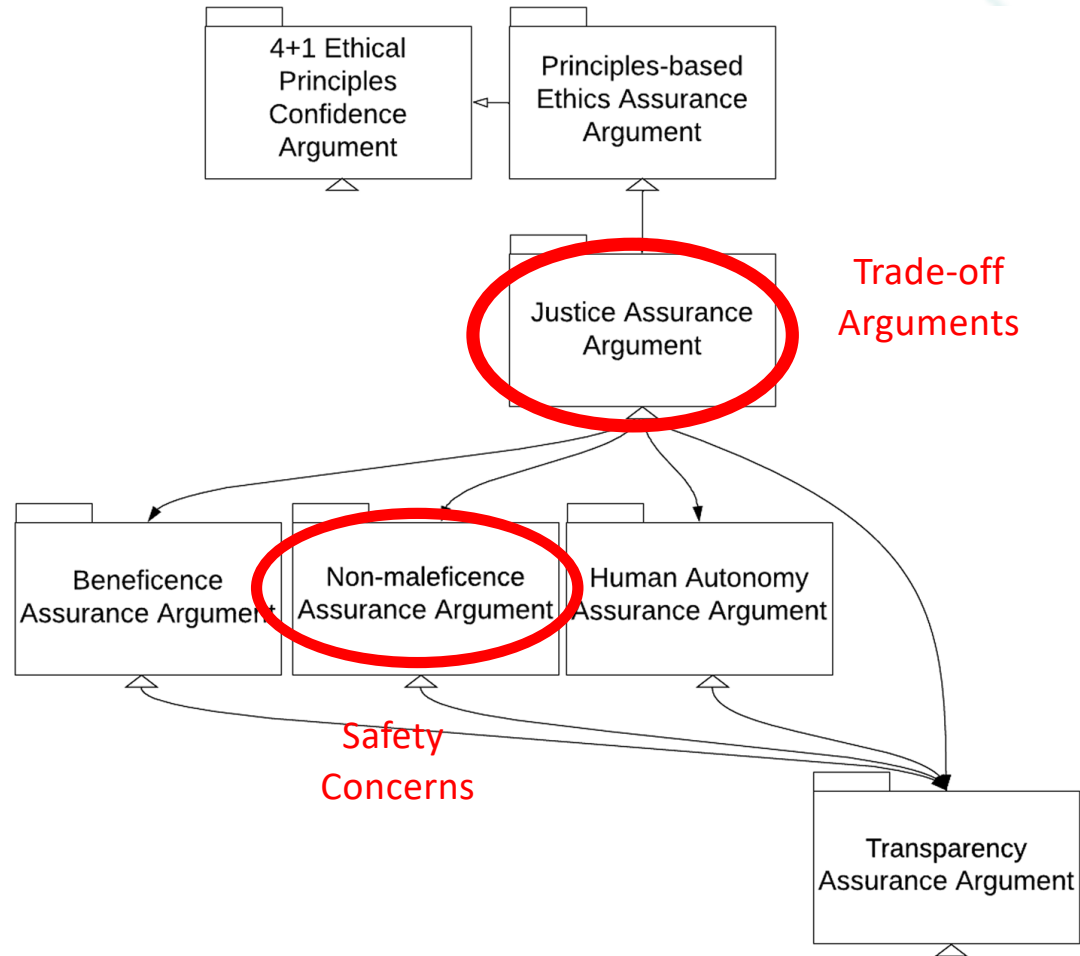 4+1 Ethical
Principles
Confidence
Argument
Principles-based
Ethics Assurance
Argument
Justice Assurance
Argument
Trade-off
Arguments
Beneficence
Assurance Argument
Non-maleficence
Assurance Argument
Human Autonomy
Assurance Argument
Safety
Concerns
Transparency
Assurance Argument